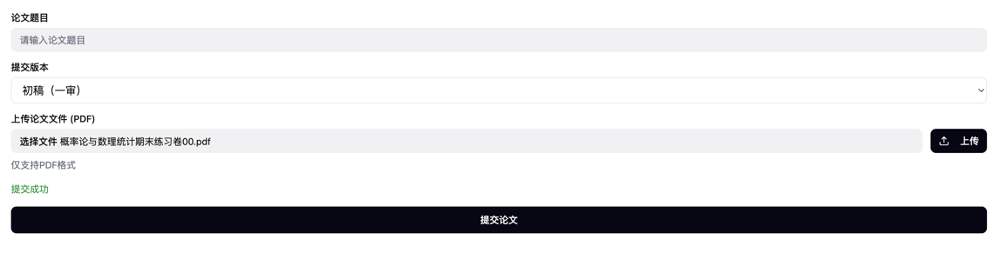 论文题目
请输入论文题目
提交版本
初稿（一审）
上传论文文件 (PDF)
选择文件 概率论与数理统计期末练习卷00.pdf
上传
仅支持PDF格式
提交成功
提交论文